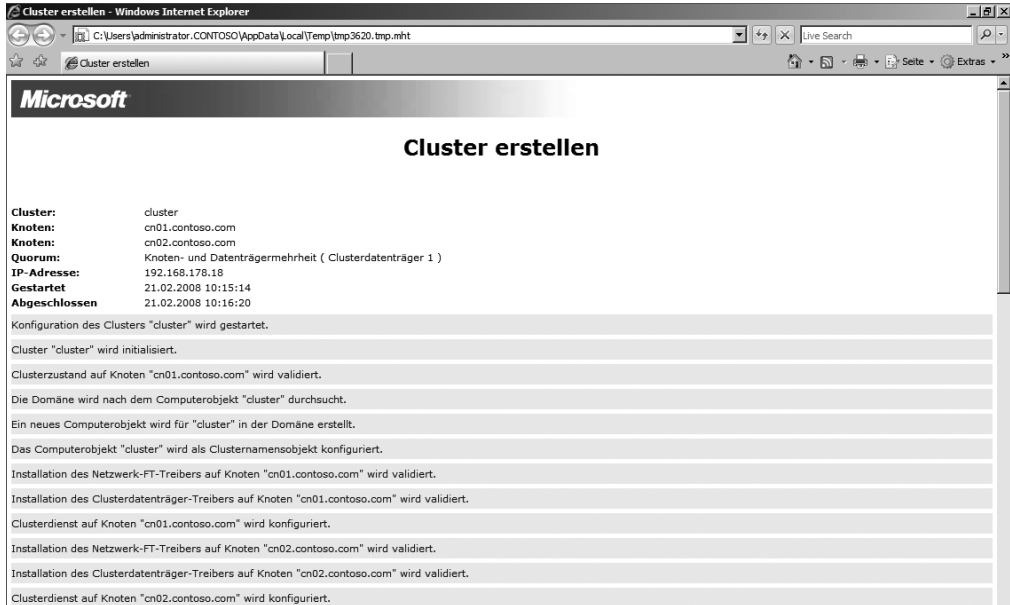 Cluster erstellen - Windows Internet Explorer
C:\Users\administrator.CONTOSO\AppData\Local\Temp\tmp3620.tmp.mht
Live Search
Cluster erstellen
Seite
Extras
Microsoft
Cluster erstellen
Cluster: cluster
Knoten: cn01.contoso.com
Knoten: cn02.contoso.com
Quorum: Knoten- und Datenträgermehrheit ( Clusterdatenträger 1 )
IP-Adresse: 192.168.178.18
Gestartet 21.02.2008 10:15:14
Abgeschlossen 21.02.2008 10:16:20
Konfiguration des Clusters "cluster" wird gestartet.
Cluster "cluster" wird initialisiert.
Clusterzustand auf Knoten "cn01.contoso.com" wird validiert.
Die Domäne wird nach dem Computerobjekt "cluster" durchsucht.
Ein neues Computerobjekt wird für "cluster" in der Domäne erstellt.
Das Computerobjekt "cluster" wird als Clusternamensobjekt konfiguriert.
Installation des Netzwerk-FT-Treibers auf Knoten "cn01.contoso.com" wird validiert.
Installation des Clusterdatenträger-Treibers auf Knoten "cn01.contoso.com" wird validiert.
Clusterdienst auf Knoten "cn01.contoso.com" wird konfiguriert.
Installation des Netzwerk-FT-Treibers auf Knoten "cn02.contoso.com" wird validiert.
Installation des Clusterdatenträger-Treibers auf Knoten "cn02.contoso.com" wird validiert.
Clusterdienst auf Knoten "cn02.contoso.com" wird konfiguriert.